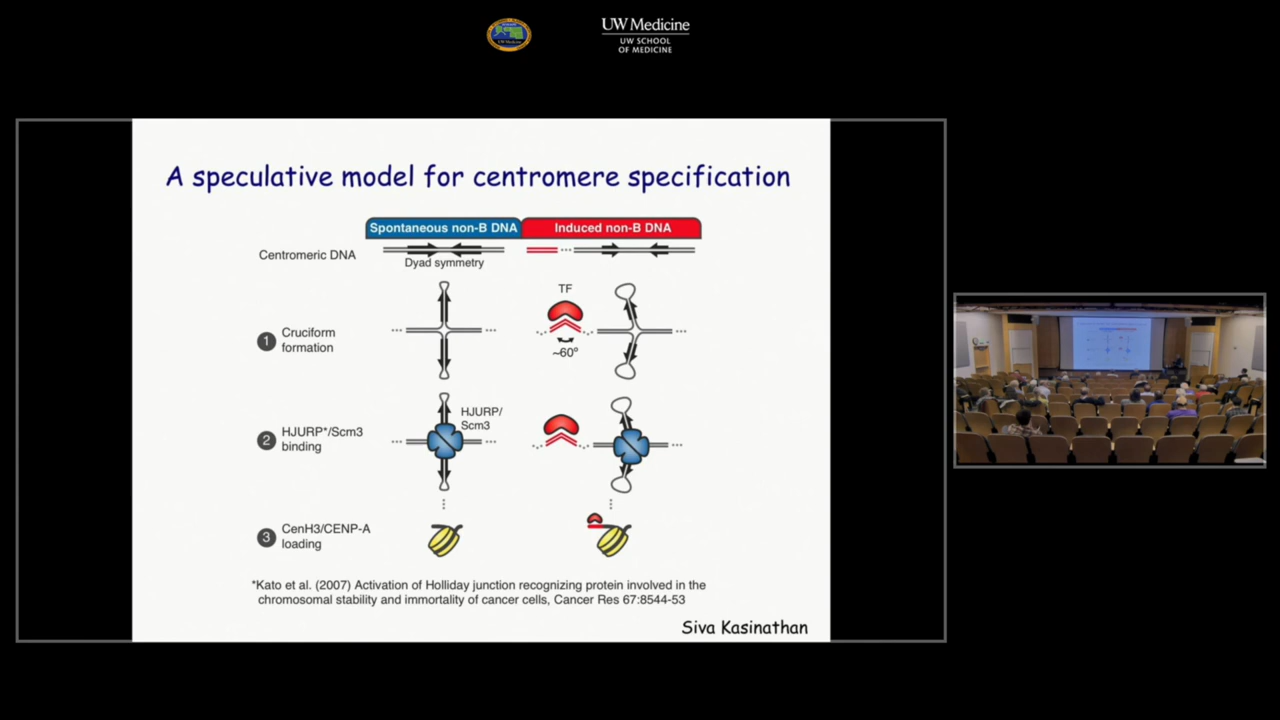 UW Medicine
UW SCHOOL
OF MEDICINE
A speculative model for centromere specification
Spontaneous non-B DNA
Induced non-B DNA
Centromeric DNA
Dyad symmetry
TF
1 Cruciform
formation
~60°
HJURP/
Scm3
2 HJURP*/Scm3
binding
3 CenH3/CENP-A
loading
*Kato et al. (2007) Activation of Holliday junction recognizing protein involved in the
chromosomal stability and immortality of cancer cells, Cancer Res 67:8544-53
Siva Kasinathan